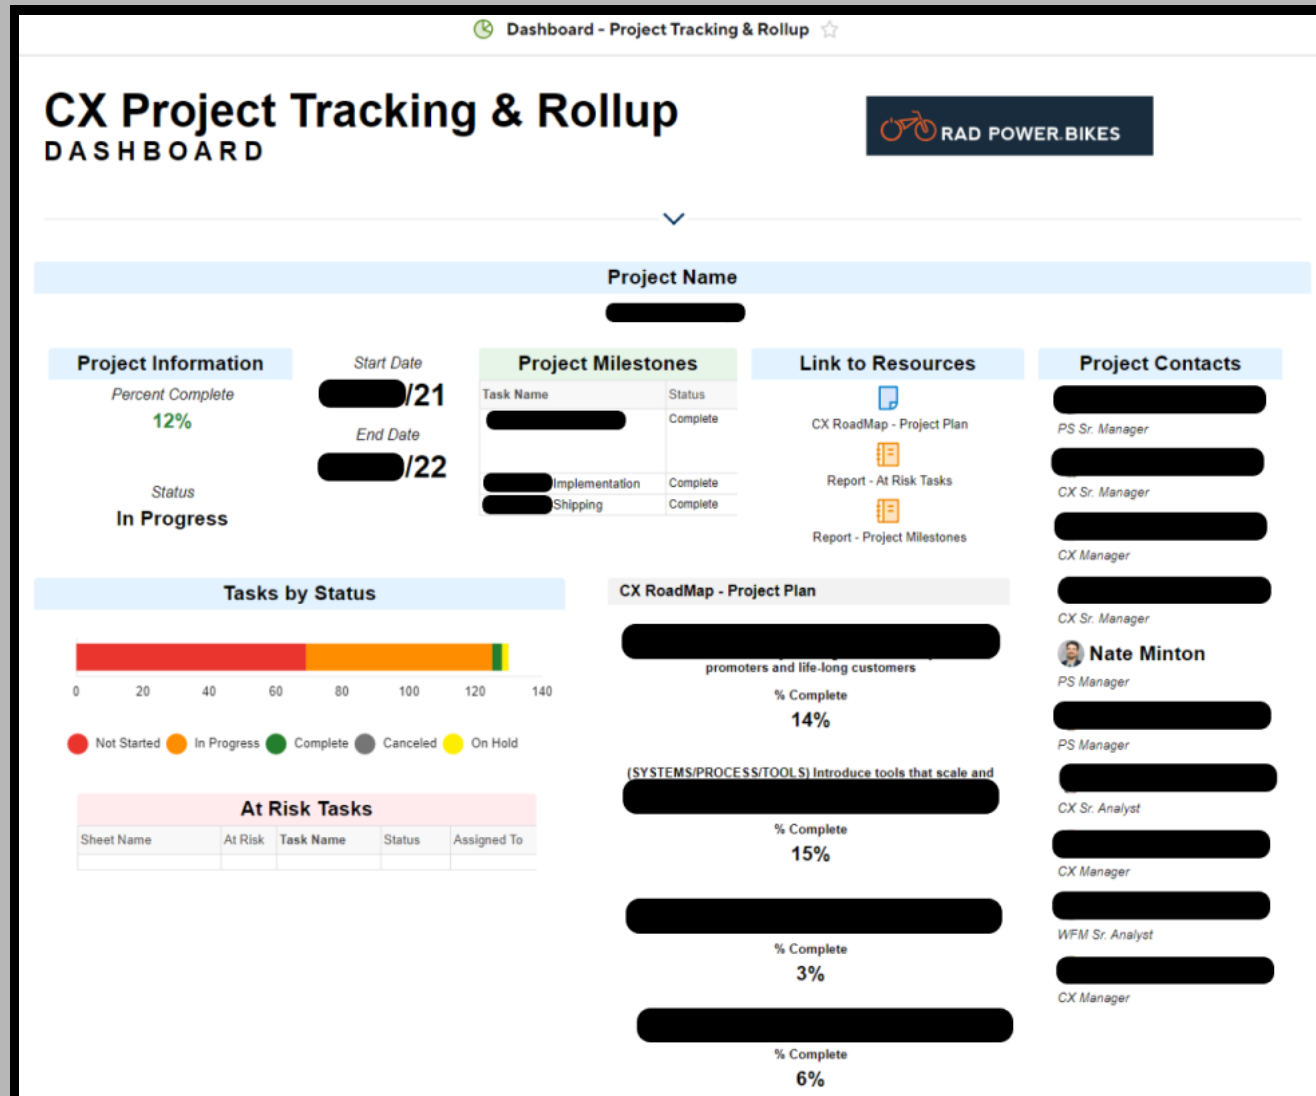 Dashboard - Project Tracking & Rollup
CX Project Tracking & Rollup
DASHBOARD
RAD POWER.BIKES
Project Name
Project Information
Percent Complete
12%
Status
In Progress
Start Date
/21
End Date
/22
Project Milestones
Task Name Status
Complete
Implementation Complete
Shipping Complete
Link to Resources
CX RoadMap - Project Plan
Report - At Risk Tasks
Report - Project Milestones
Project Contacts
PS Sr. Manager
CX Sr. Manager
CX Manager
CX Sr. Manager
Nate Minton
PS Manager
PS Manager
CX Sr. Analyst
CX Manager
WFM Sr. Analyst
CX Manager
Tasks by Status
0 20 40 60 80 100 120 140
Not Started In Progress Complete Canceled On Hold
At Risk Tasks
Sheet Name At Risk Task Name Status Assigned To
CX RoadMap - Project Plan
promoters and life-long customers
% Complete
14%
(SYSTEMS/PROCESS/TOOLS) Introduce tools that scale and
% Complete
15%
% Complete
3%
% Complete
6%